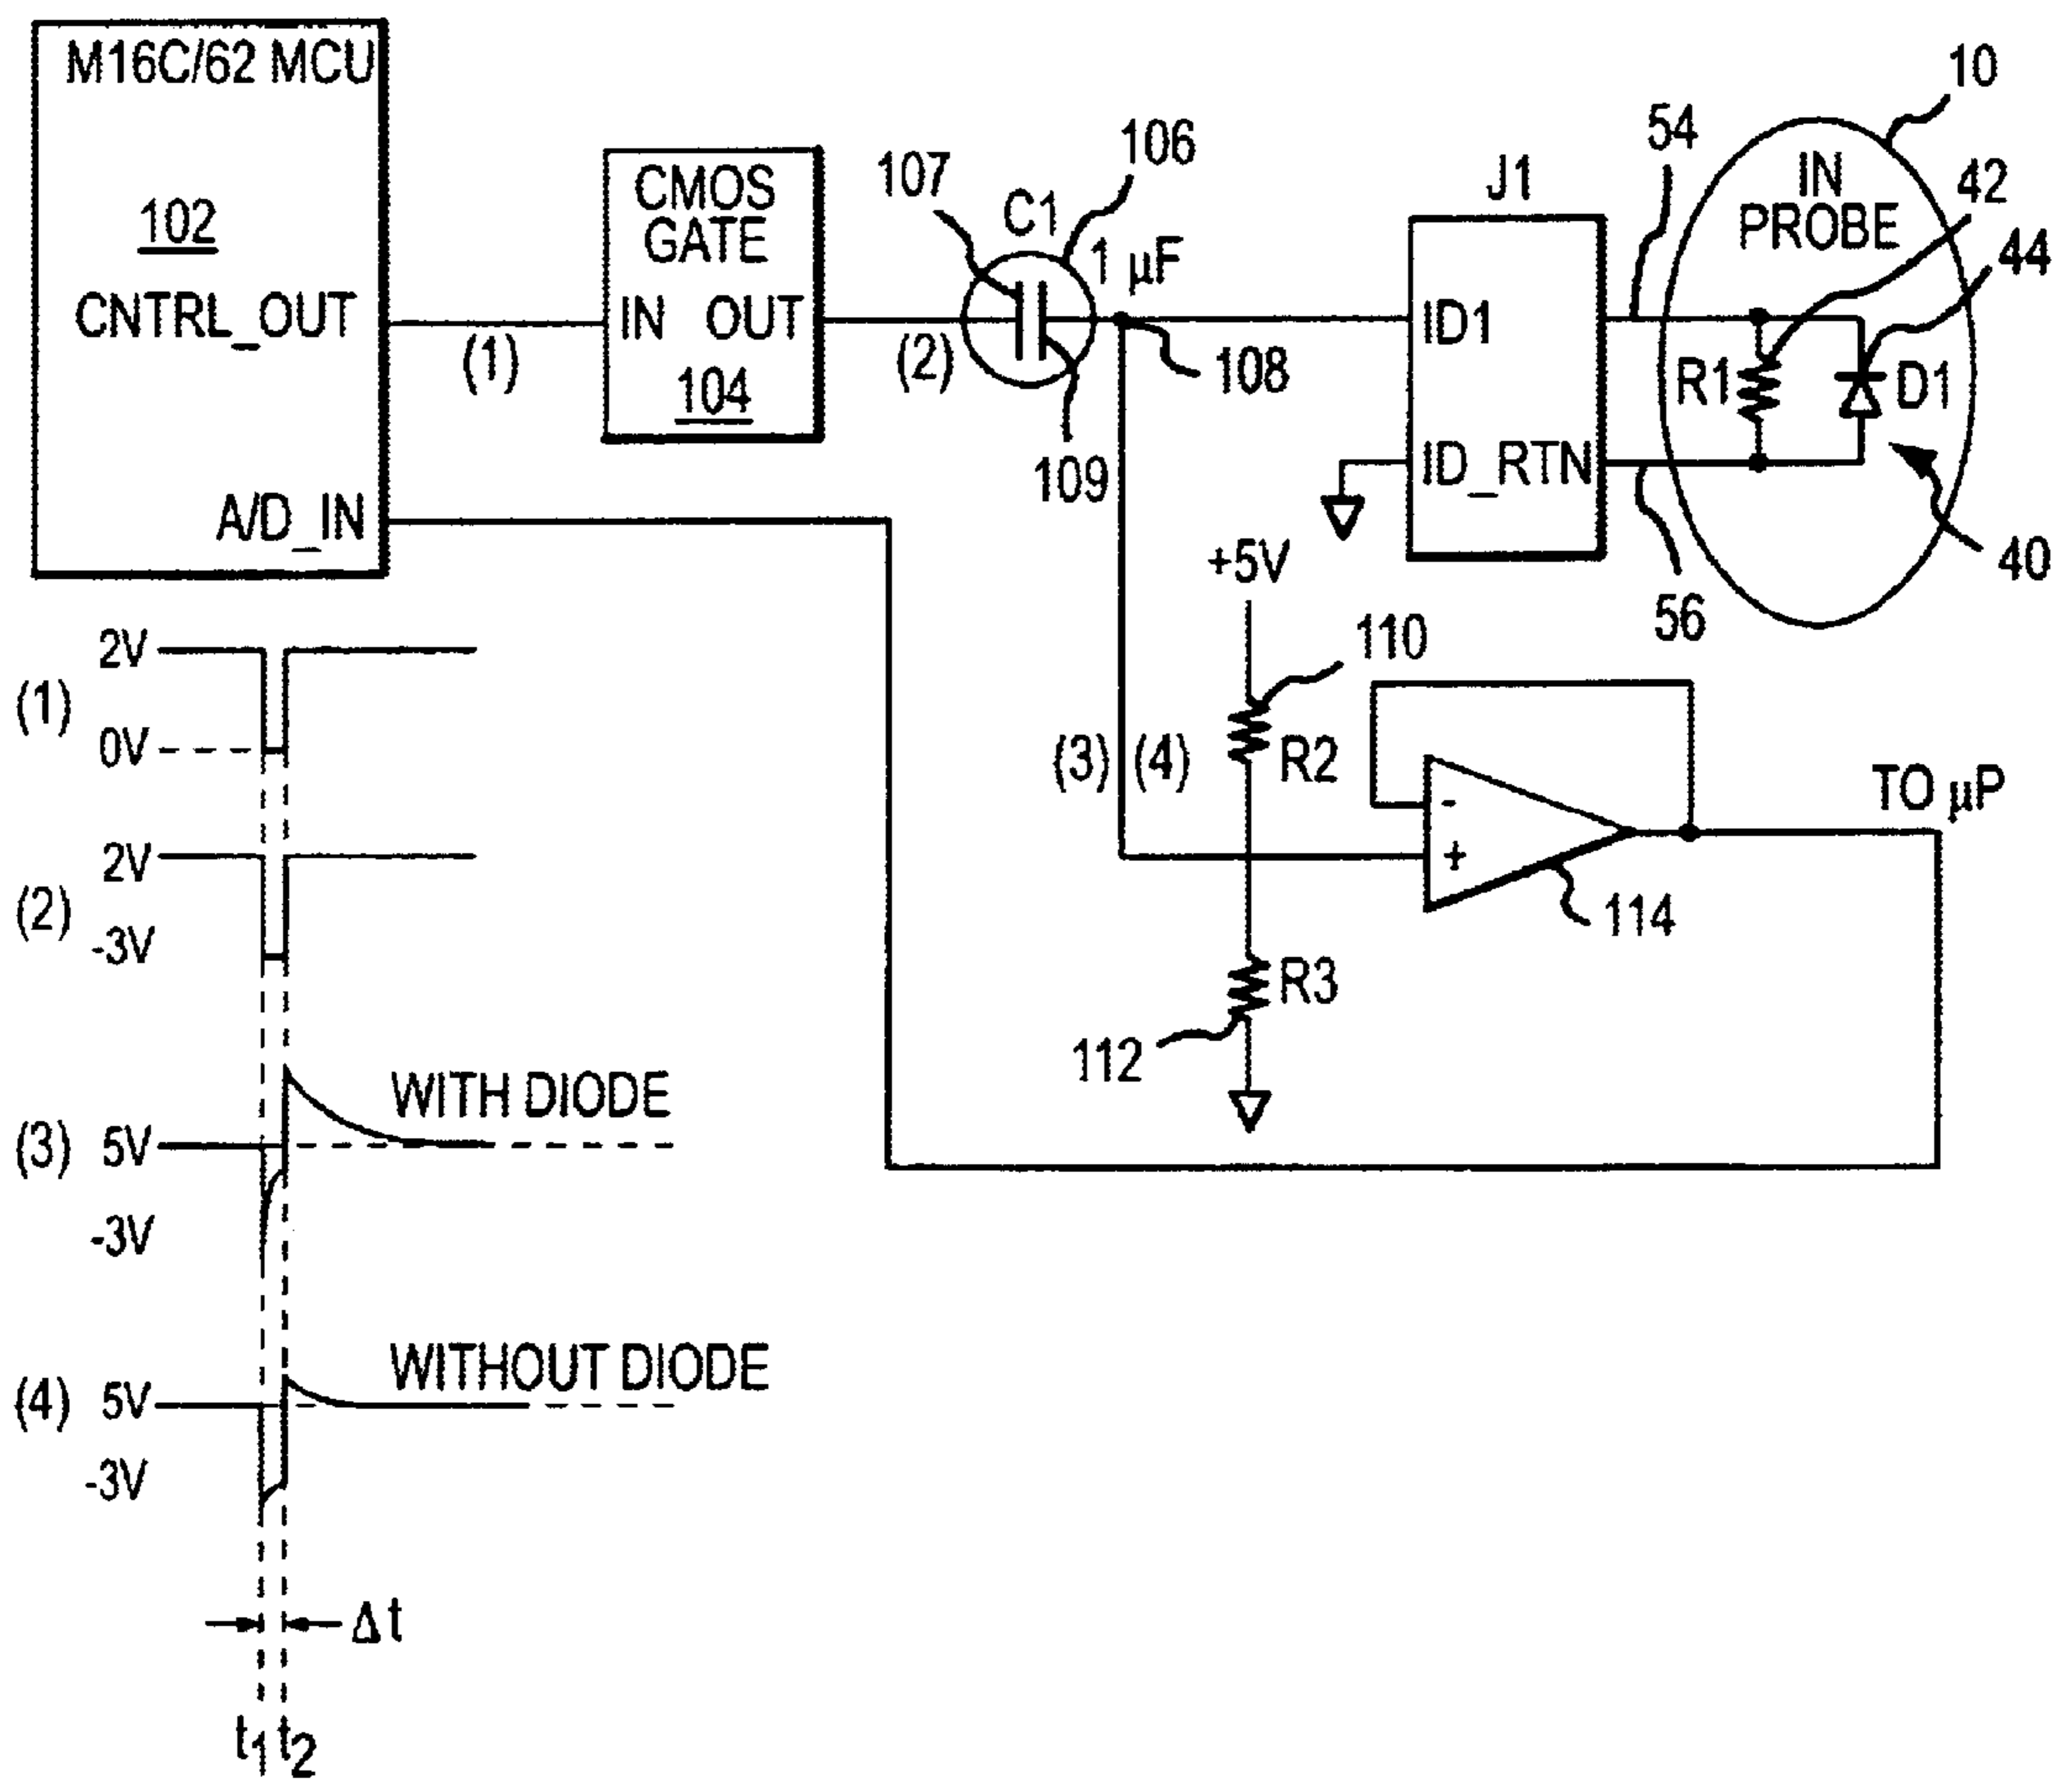 M16C/62 MCU
102
CNTRL_OUT
A/D_IN
(1)
CMOS
GATE
IN OUT
104
(2)
107
C1
106
1 µF
109
108
J1
ID1
ID_RTN
54
IN
PROBE
10
42
44
R1
D1
40
56
+5V
110
R2
(3) (4)
R3
112
-
+
114
TO µP
(1)
2V
0V
(2)
2V
-3V
(3)
5V
-3V
WITH DIODE
(4)
5V
-3V
WITHOUT DIODE
Δt
t1 t2